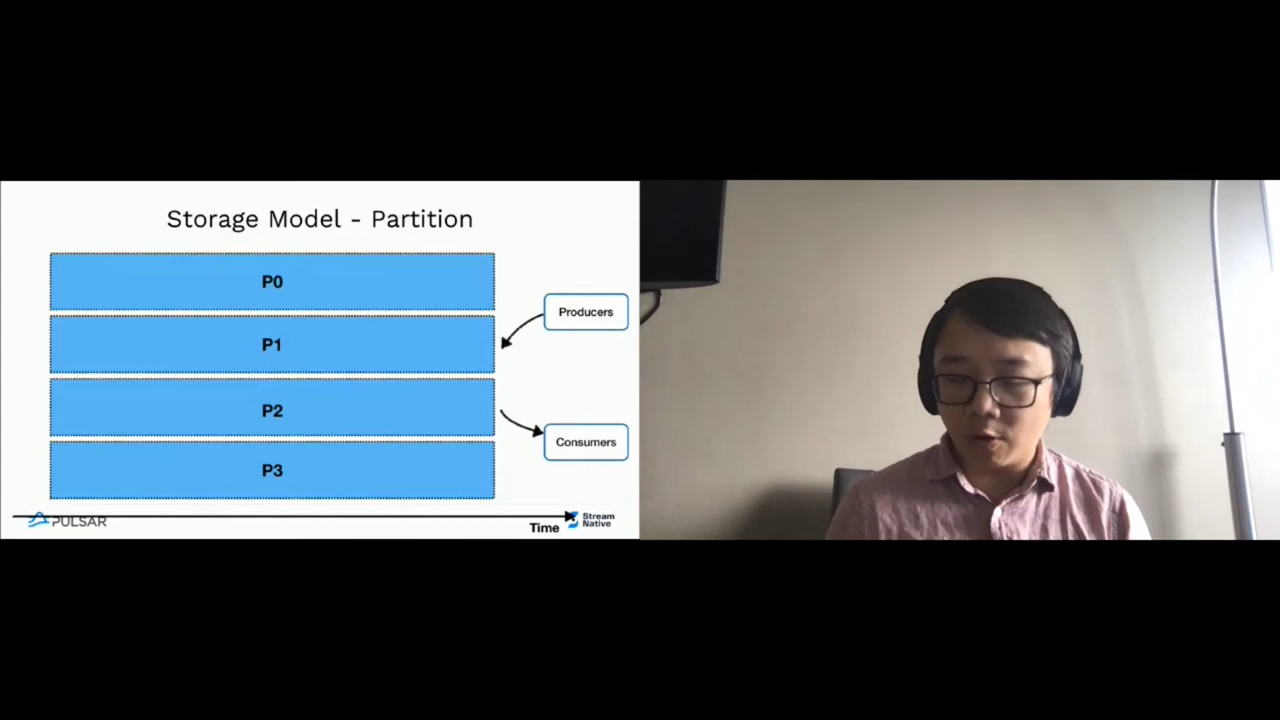 Storage Model - Partition
P0
P1
P2
P3
Producers
Consumers
PULSAR
Time
Stream
Native